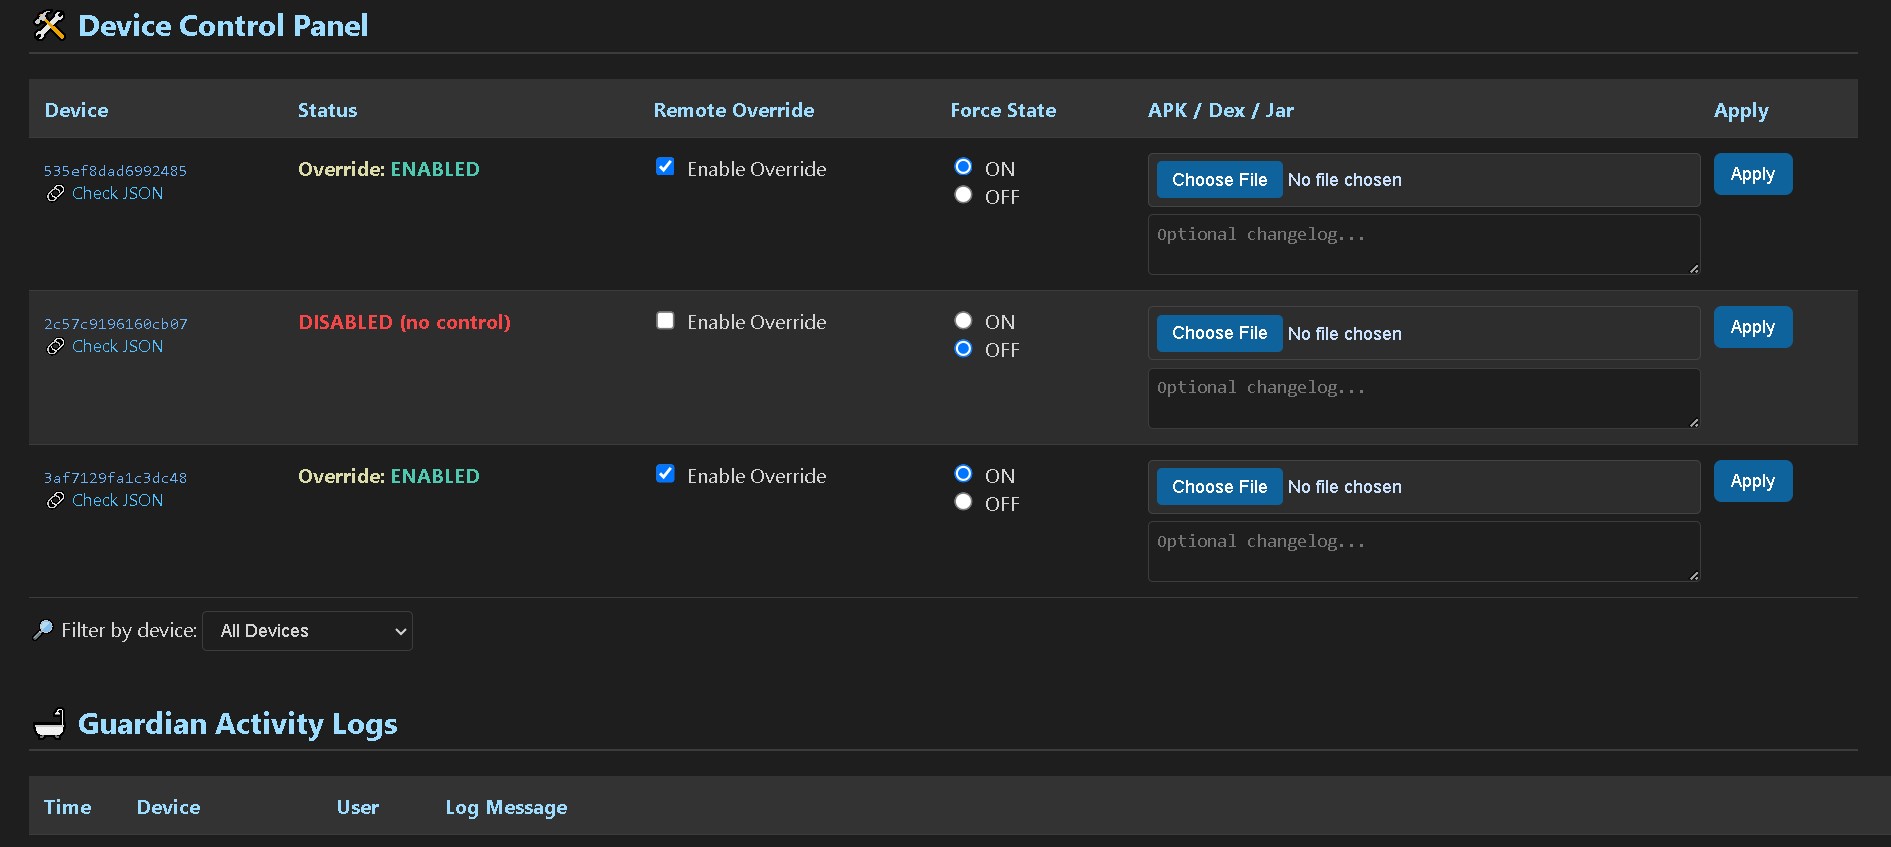 Device Control Panel
Device Status Remote Override Force State APK / Dex / Jar Apply
535ef8dad6992485 Override: ENABLED Enable Override ON Choose File No file chosen Apply
Check JSON OFF
Optional changelog...
2c57c9196160cb07 DISABLED (no control) Enable Override ON Choose File No file chosen Apply
Check JSON OFF
Optional changelog...
3af7129fa1c3dc48 Override: ENABLED Enable Override ON Choose File No file chosen Apply
Check JSON OFF
Optional changelog...
Filter by device: All Devices
Guardian Activity Logs
Time Device User Log Message